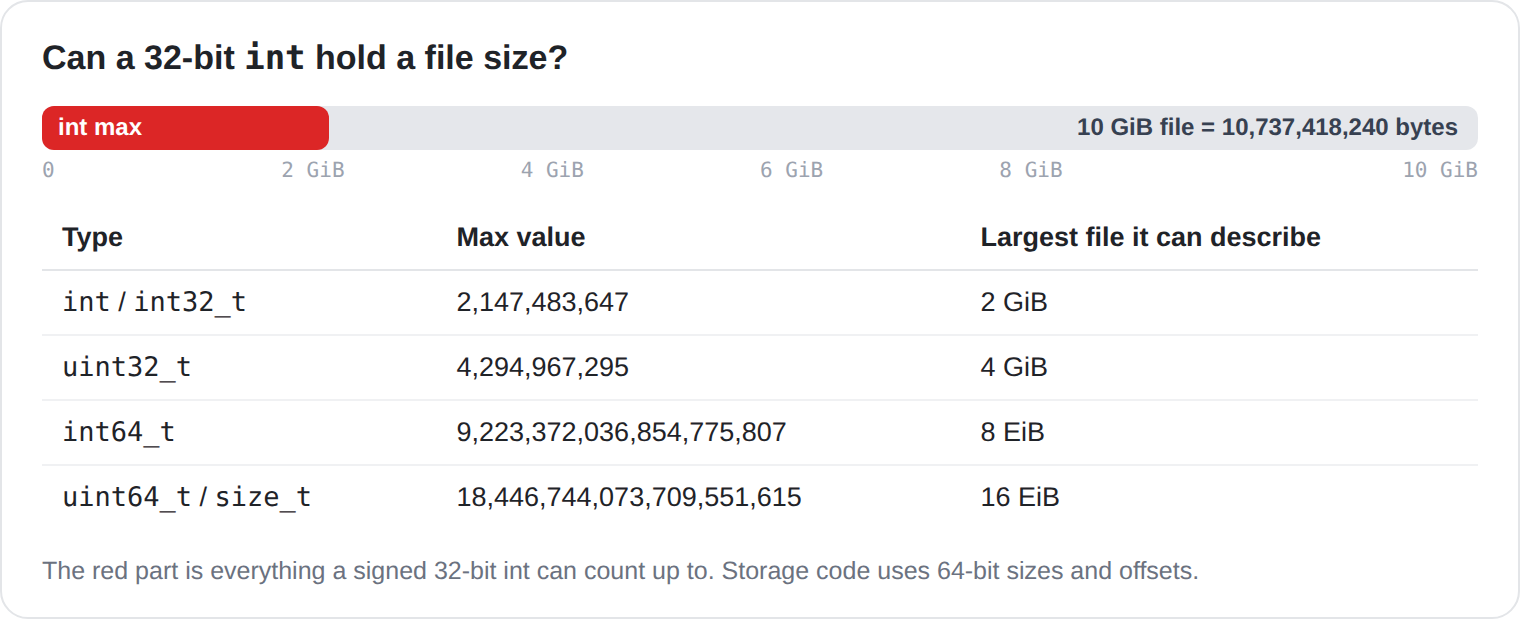 Can a 32-bit int hold a file size?
int max 10 GiB file = 10,737,418,240 bytes
0 2 GiB 4 GiB 6 GiB 8 GiB 10 GiB
Type Max value Largest file it can describe
int / int32_t 2,147,483,647 2 GiB
uint32_t 4,294,967,295 4 GiB
int64_t 9,223,372,036,854,775,807 8 EiB
uint64_t / size_t 18,446,744,073,709,551,615 16 EiB
The red part is everything a signed 32-bit int can count up to. Storage code uses 64-bit sizes and offsets.